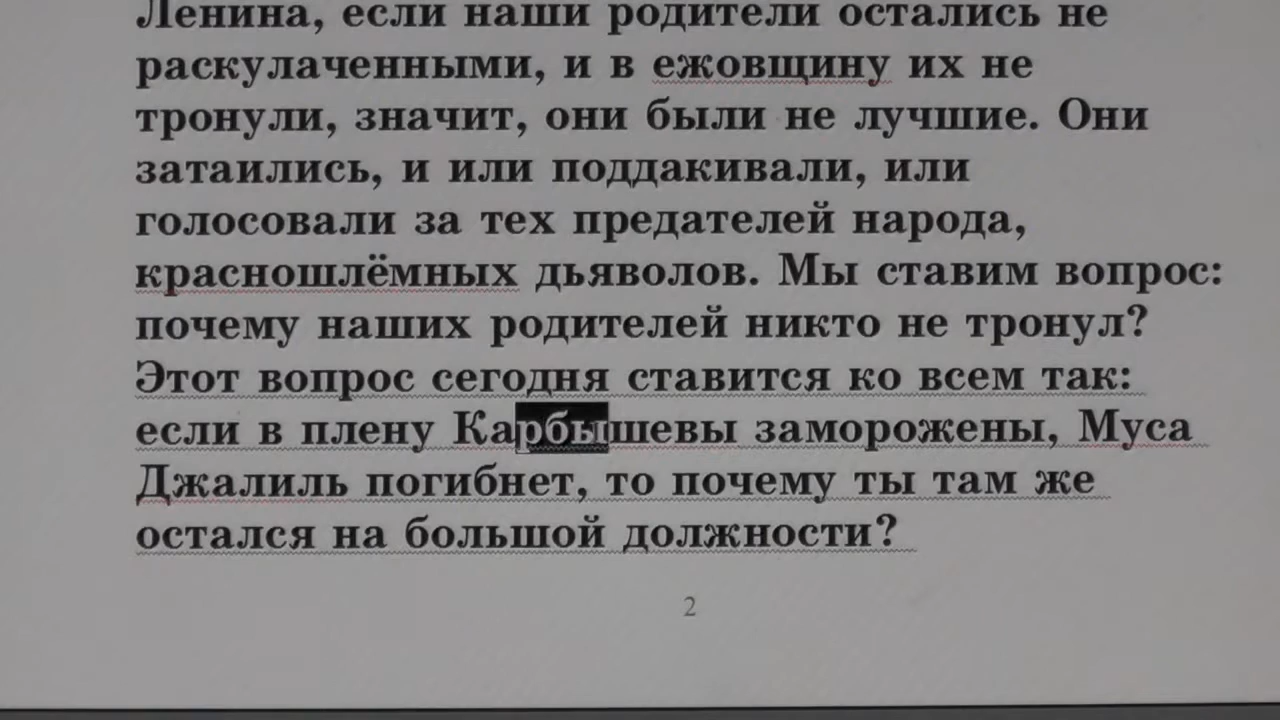 Ленина, если наши родители остались не
раскулаченными, и в ежовщину их не
тронули, значит, они были не лучшие. Они
затаились, и или поддакивали, или
голосовали за тех предателей народа,
красношлёмных дьяволов. Мы ставим вопрос:
почему наших родителей никто не тронул?
Этот вопрос сегодня ставится ко всем так:
если в плену Карбышевы заморожены, Муса
Джалиль погибнет, то почему ты там же
остался на большой должности?
2